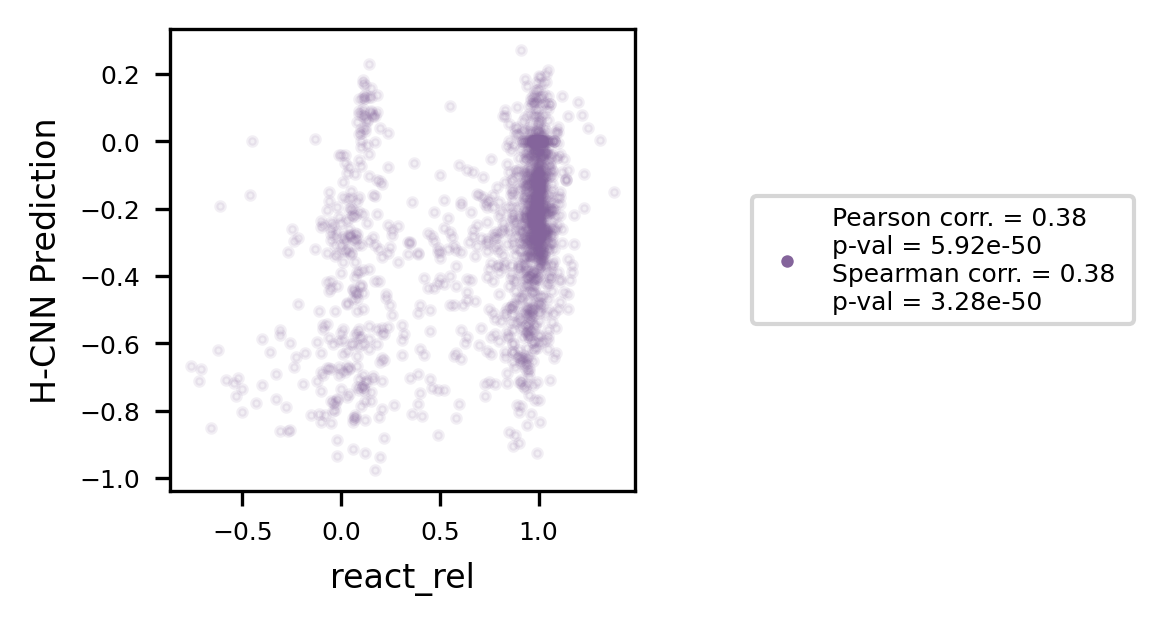 0.2
0.0
−0.2
−0.4
−0.6
−0.8
−1.0
H-CNN Prediction
−0.5 0.0 0.5 1.0
react_rel
Pearson corr. = 0.38
p-val = 5.92e-50
Spearman corr. = 0.38
p-val = 3.28e-50